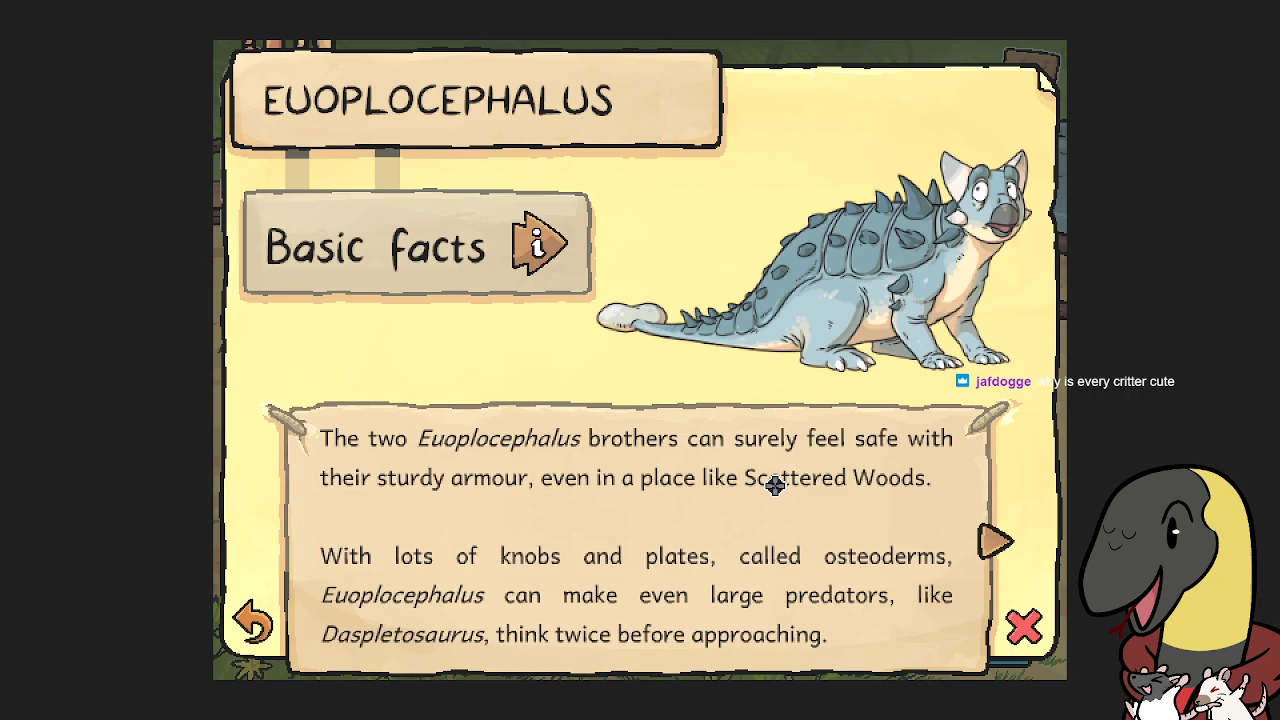 EUOPLOCEPHALUS
Basic facts
i
jafdogge why is every critter cute
The two Euoplocephalus brothers can surely feel safe with
their sturdy armour, even in a place like Scattered Woods.
With lots of knobs and plates, called osteoderms,
Euoplocephalus can make even large predators, like
Daspletosaurus, think twice before approaching.